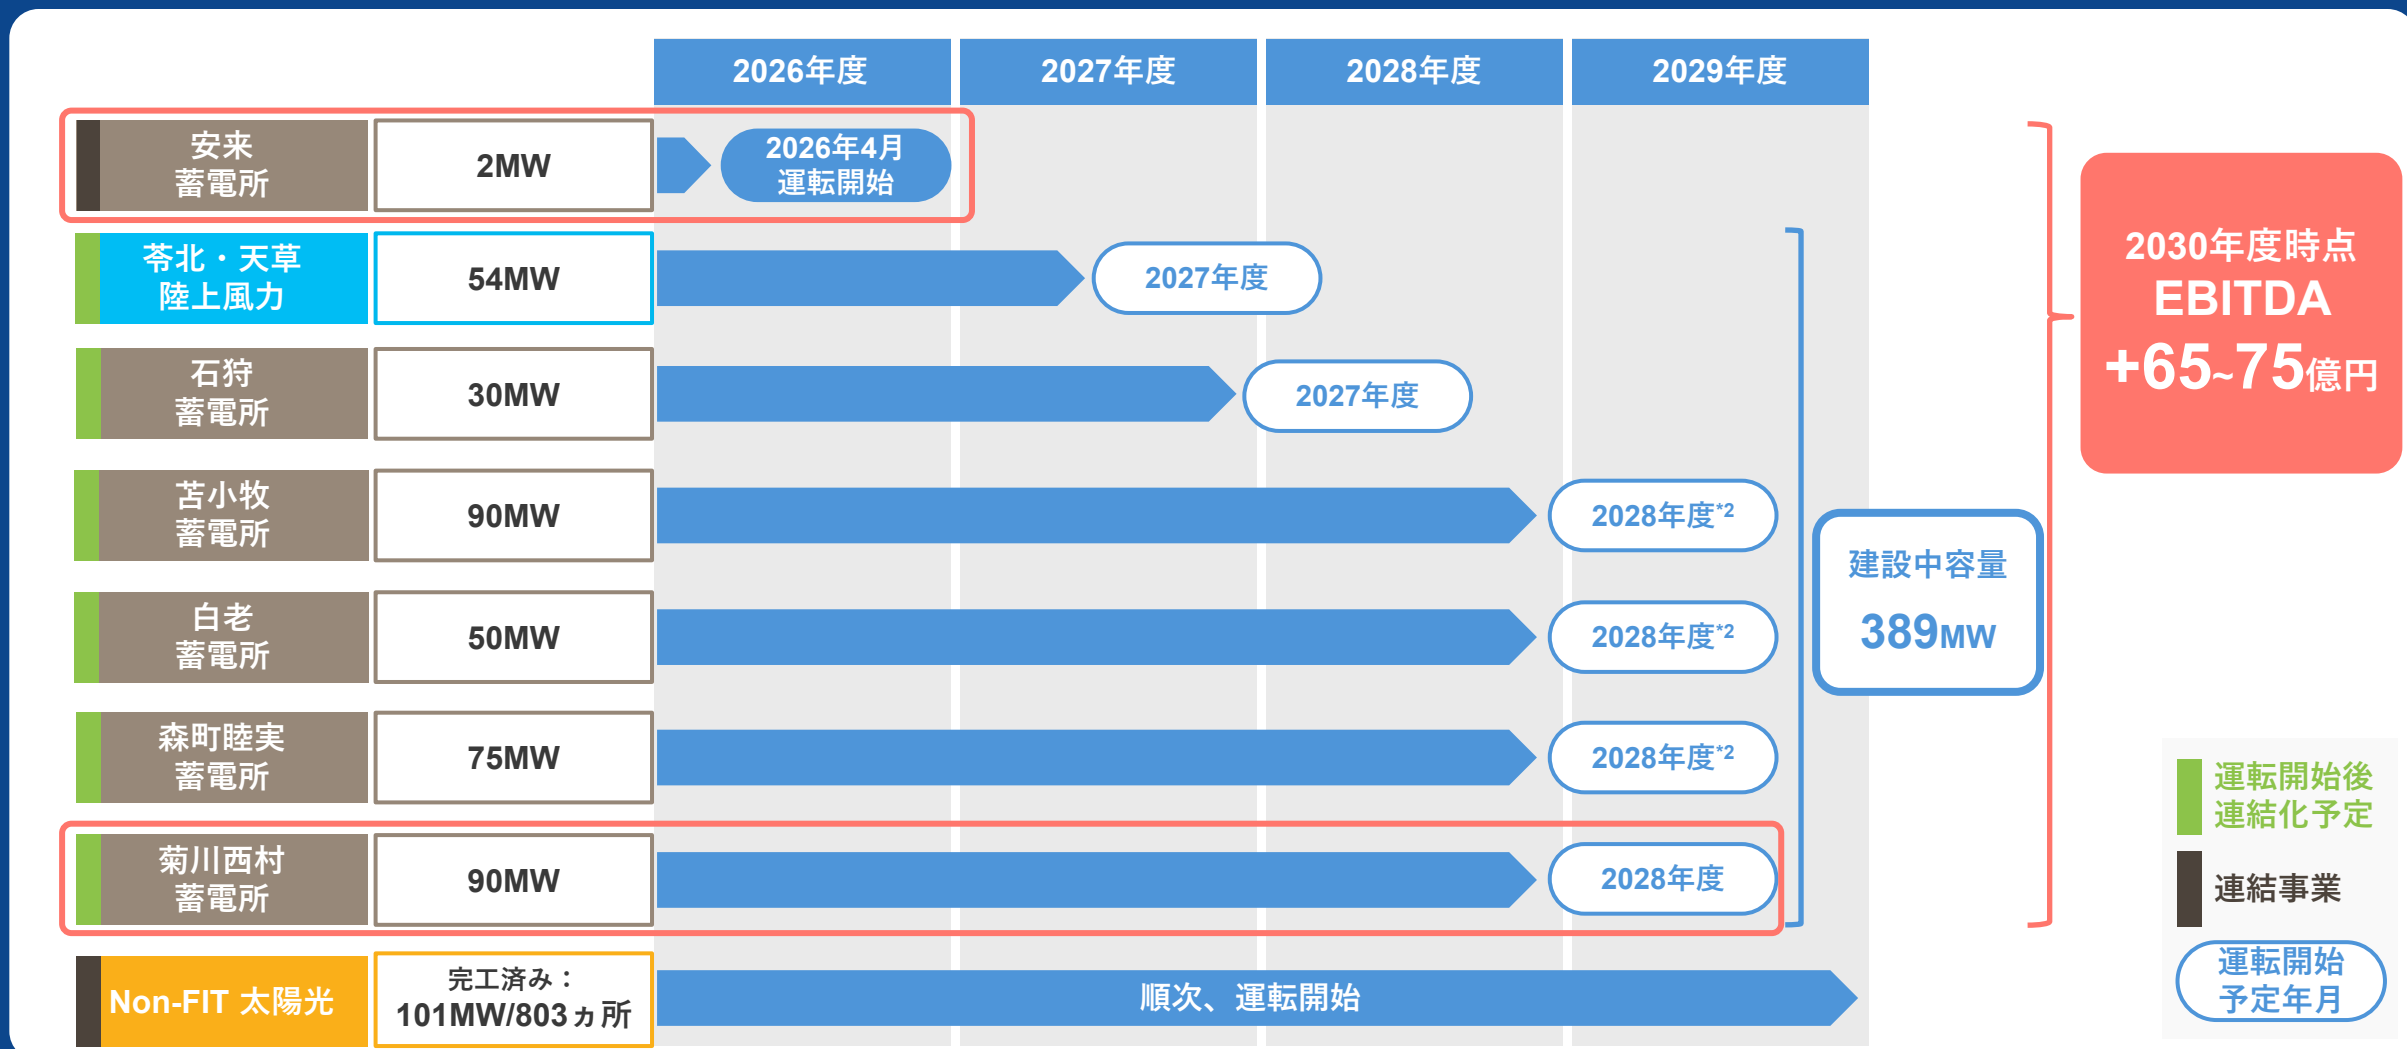 2026年度
2027年度
2028年度
2029年度
安来
蓄電所
2MW
2026年4月
運転開始
苓北・天草
陸上風力
54MW
2027年度
石狩
蓄電所
30MW
2027年度
苫小牧
蓄電所
90MW
2028年度*2
白老
蓄電所
50MW
2028年度*2
森町睦実
蓄電所
75MW
2028年度*2
菊川西村
蓄電所
90MW
2028年度
Non-FIT 太陽光
完工済み：
101MW/803ヵ所
順次、運転開始
建設中容量
389MW
2030年度時点
EBITDA
+65~75億円
運転開始後
連結化予定
連結事業
運転開始
予定年月